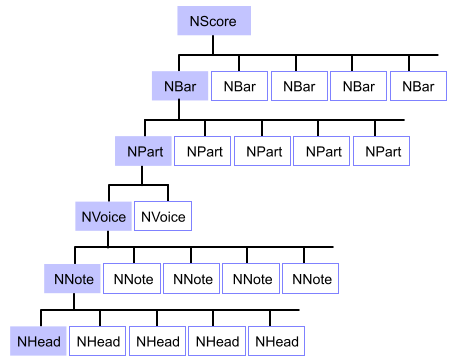 NScore
NBar NBar NBar NBar NBar
NPart NPart NPart NPart NPart
NVoice NVoice
NNote NNote NNote NNote NNote
NHead NHead NHead NHead NHead